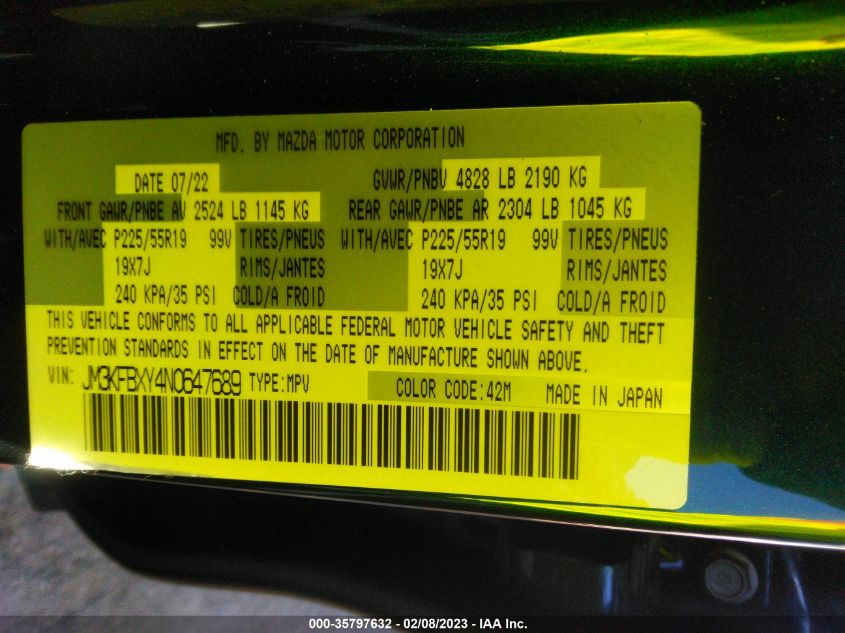 MFD. BY MAZDA MOTOR CORPORATION
DATE 07/22 GVWR/PNBV 4828 LB 2190 KG
FRONT GAWR/PNBE AV 2524 LB 1145 KG REAR GAWR/PNBE AR 2304 LB 1045 KG
WITH/AVEC P225/55R19 99V TIRES/PNEUS WITH/AVEC P225/55R19 99V TIRES/PNEUS
19X7J RIMS/JANTES 19X7J RIMS/JANTES
240 KPA/35 PSI COLD/A FROID 240 KPA/35 PSI COLD/A FROID
THIS VEHICLE CONFORMS TO ALL APPLICABLE FEDERAL MOTOR VEHICLE SAFETY AND THEFT
PREVENTION STANDARDS IN EFFECT ON THE DATE OF MANUFACTURE SHOWN ABOVE.
VIN: JM3KFBXY4N0647689 TYPE:MPV COLOR CODE:42M MADE IN JAPAN
000-35797632 - 02/08/2023 - IAA Inc.